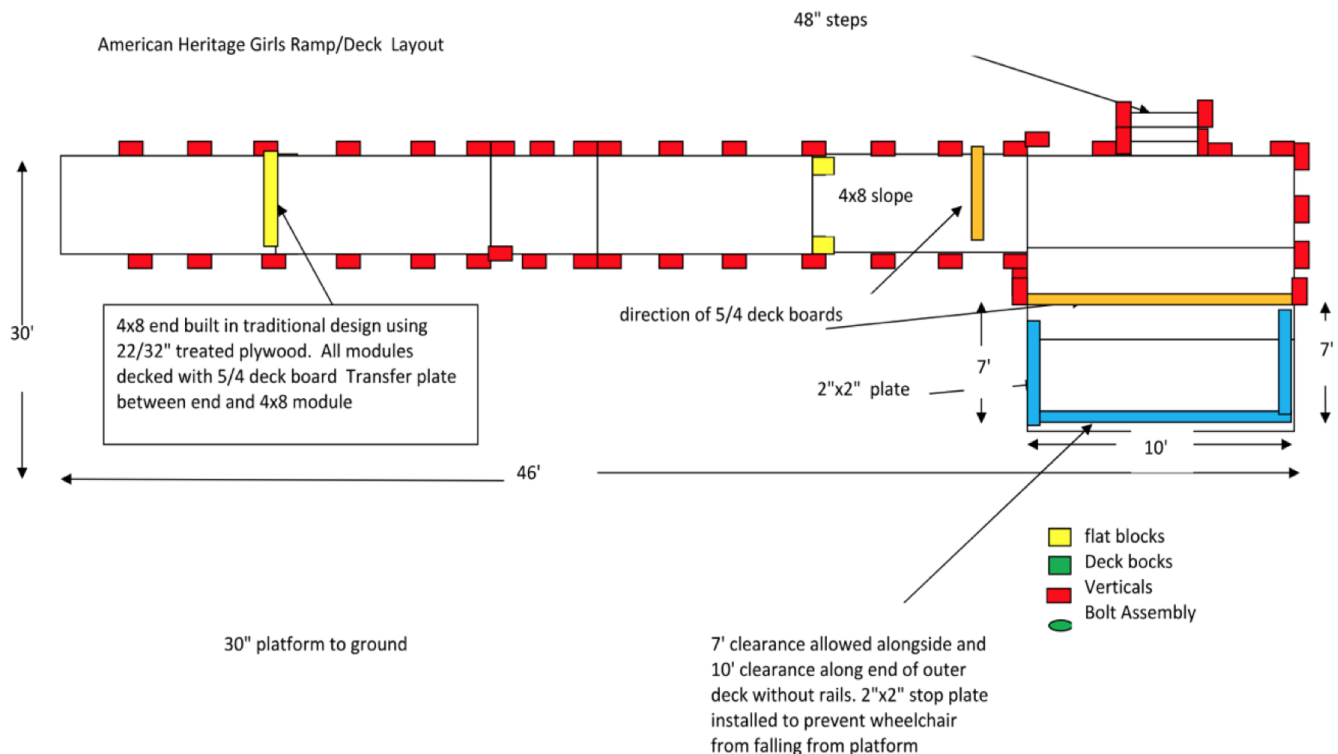 48" steps
American Heritage Girls Ramp/Deck Layout
4x8 slope
30'
4x8 end built in traditional design using
22/32" treated plywood. All modules
decked with 5/4 deck board Transfer plate
between end and 4x8 module
direction of 5/4 deck boards
7'
7'
2"x2" plate
10'
46'
flat blocks
Deck bocks
Verticals
Bolt Assembly
30" platform to ground
7' clearance allowed alongside and
10' clearance along end of outer
deck without rails. 2"x2" stop plate
installed to prevent wheelchair
from falling from platform